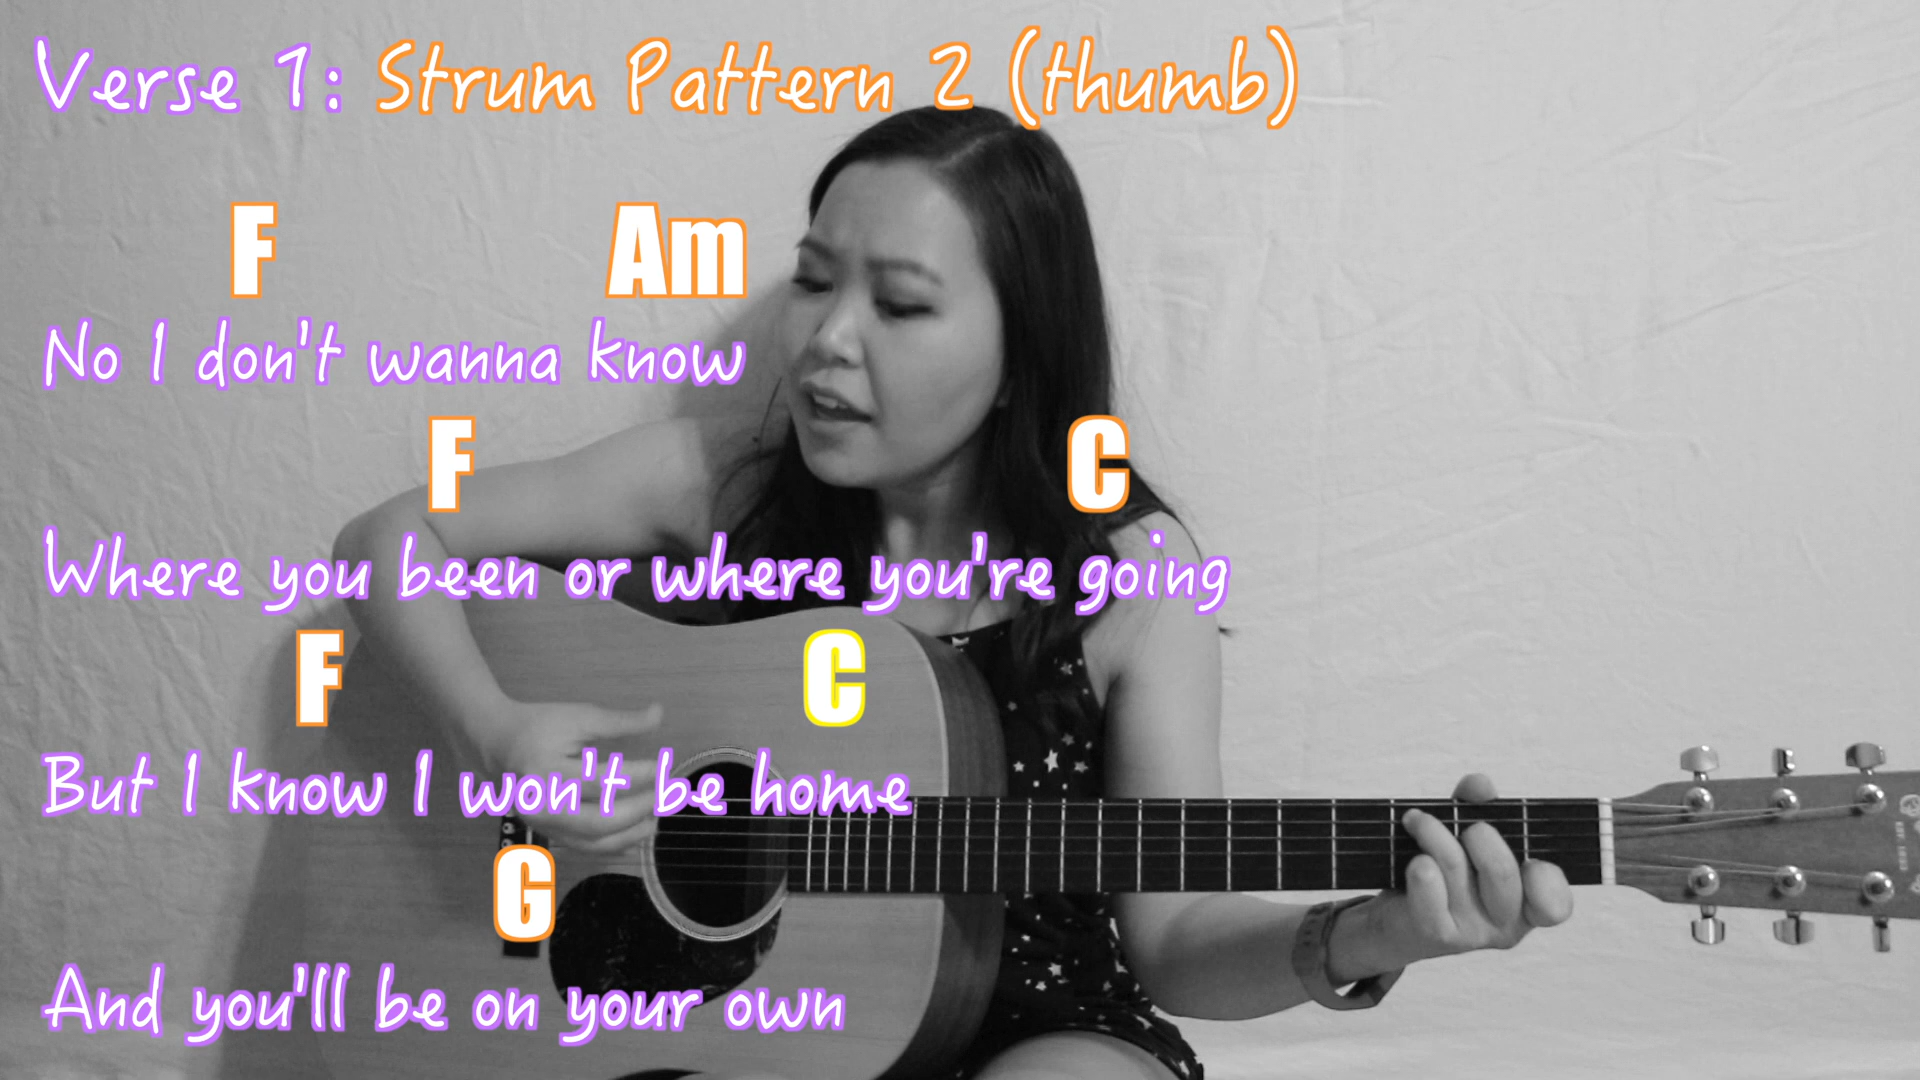 Verse 1: Strum Pattern 2 (thumb)
F Am
No I don't wanna know
F C
Where you been or where you're going
F C
But I know I won't be home
G
And you'll be on your own